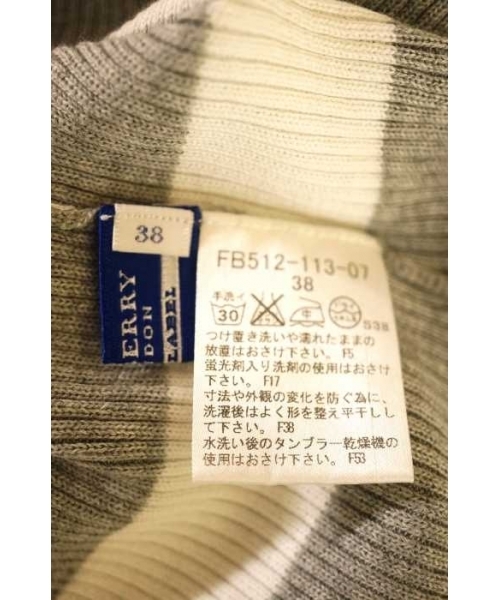 38
ERRY
DON
LABEL
FB512-113-07
38
手洗イ
30
中
S38
つけ置き洗いや濡れたままの
放置はおさけ下さい。F5
蛍光剤入り洗剤の使用はおさけ
下さい。F17
寸法や外観の変化を防ぐ為に、
洗濯後はよく形を整え平干しし
て下さい。F38
水洗い後のタンブラー乾燥機の
使用はおさけ下さい。F53